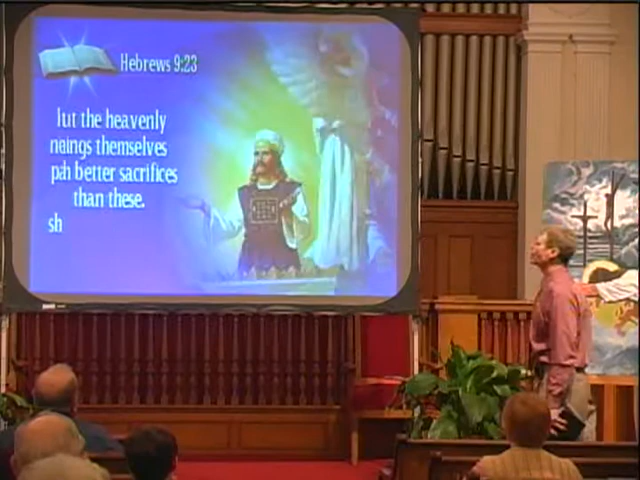 Hebrews 9:23
lut the heavenly
naings themselves
pah better sacrifices
than these.
sh